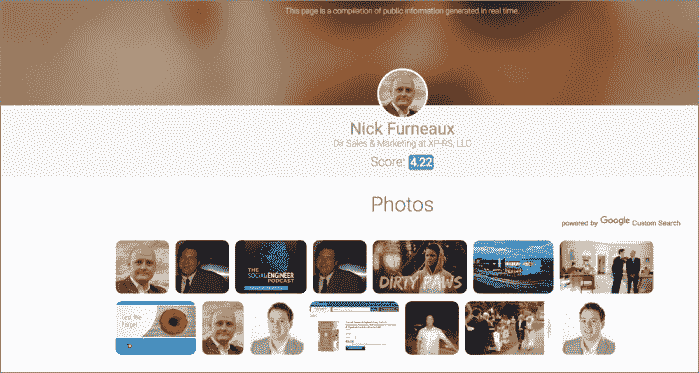 This page is a compilation of public information generated in real time.
Nick Furneaux
Dir Sales & Marketing at XP-RS, LLC
Score: 4.22
Photos
powered by Google Custom Search
THE
SOCIAL ENGINEER
PODCAST
DIRTY PAWS